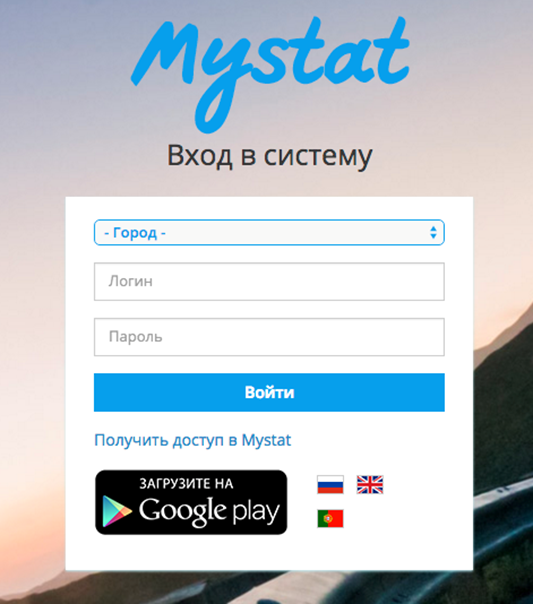 Mystat
Вход в систему
- Город -
Логин
Пароль
Войти
Получить доступ в Mystat
ЗАГРУЗИТЕ НА
Google play